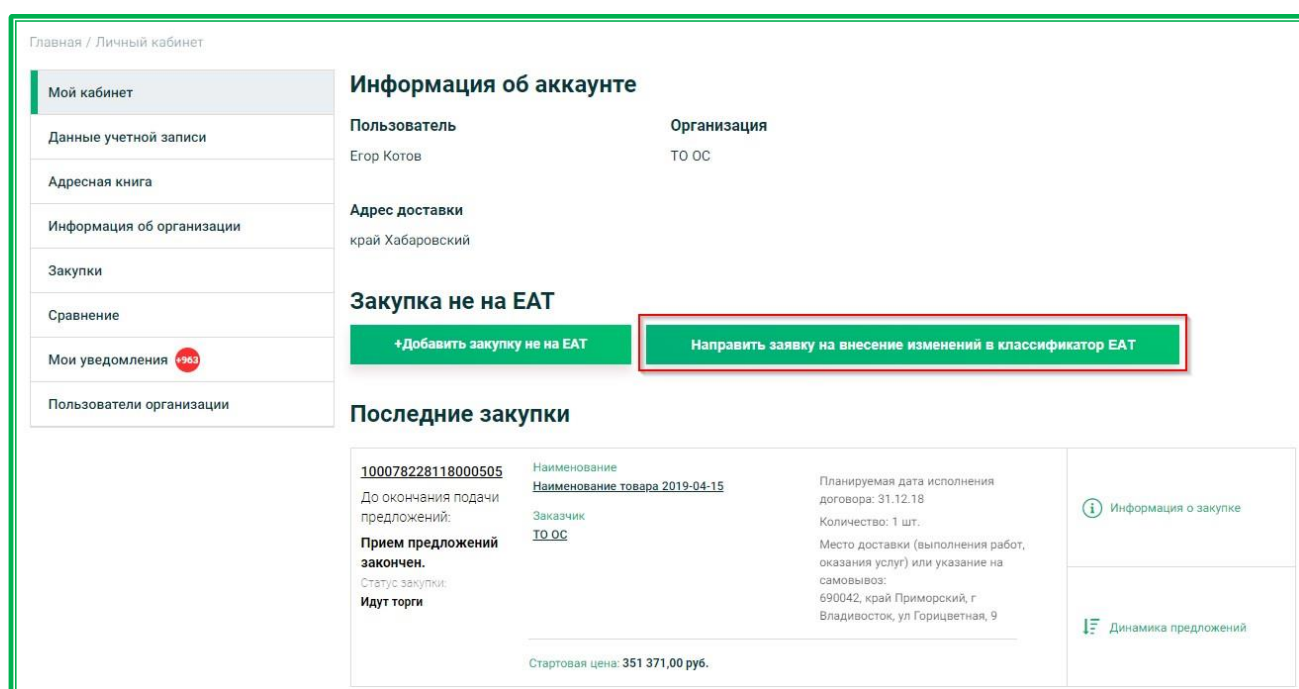 Главная / Личный кабинет
Мой кабинет
Данные учетной записи
Адресная книга
Информация об организации
Закупки
Сравнение
Мои уведомления +963
Пользователи организации
Информация об аккаунте
Пользователь
Организация
Егор Котов
ТО ОС
Адрес доставки
край Хабаровский
Закупка не на ЕАТ
+Добавить закупку не на ЕАТ
Направить заявку на внесение изменений в классификатор ЕАТ
Последние закупки
100078228118000505
До окончания подачи
предложений:
Прием предложений
закончен.
Статус закупки:
Идут торги
Наименование
Наименование товара 2019-04-15
Заказчик
ТО ОС
Планируемая дата исполнения
договора: 31.12.18
Количество: 1 шт.
Место доставки (выполнения работ,
оказания услуг) или указание на
самовывоз:
690042, край Приморский, г
Владивосток, ул Горицветная, 9
Стартовая цена: 351 371,00 руб.
Информация о закупке
Динамика предложений